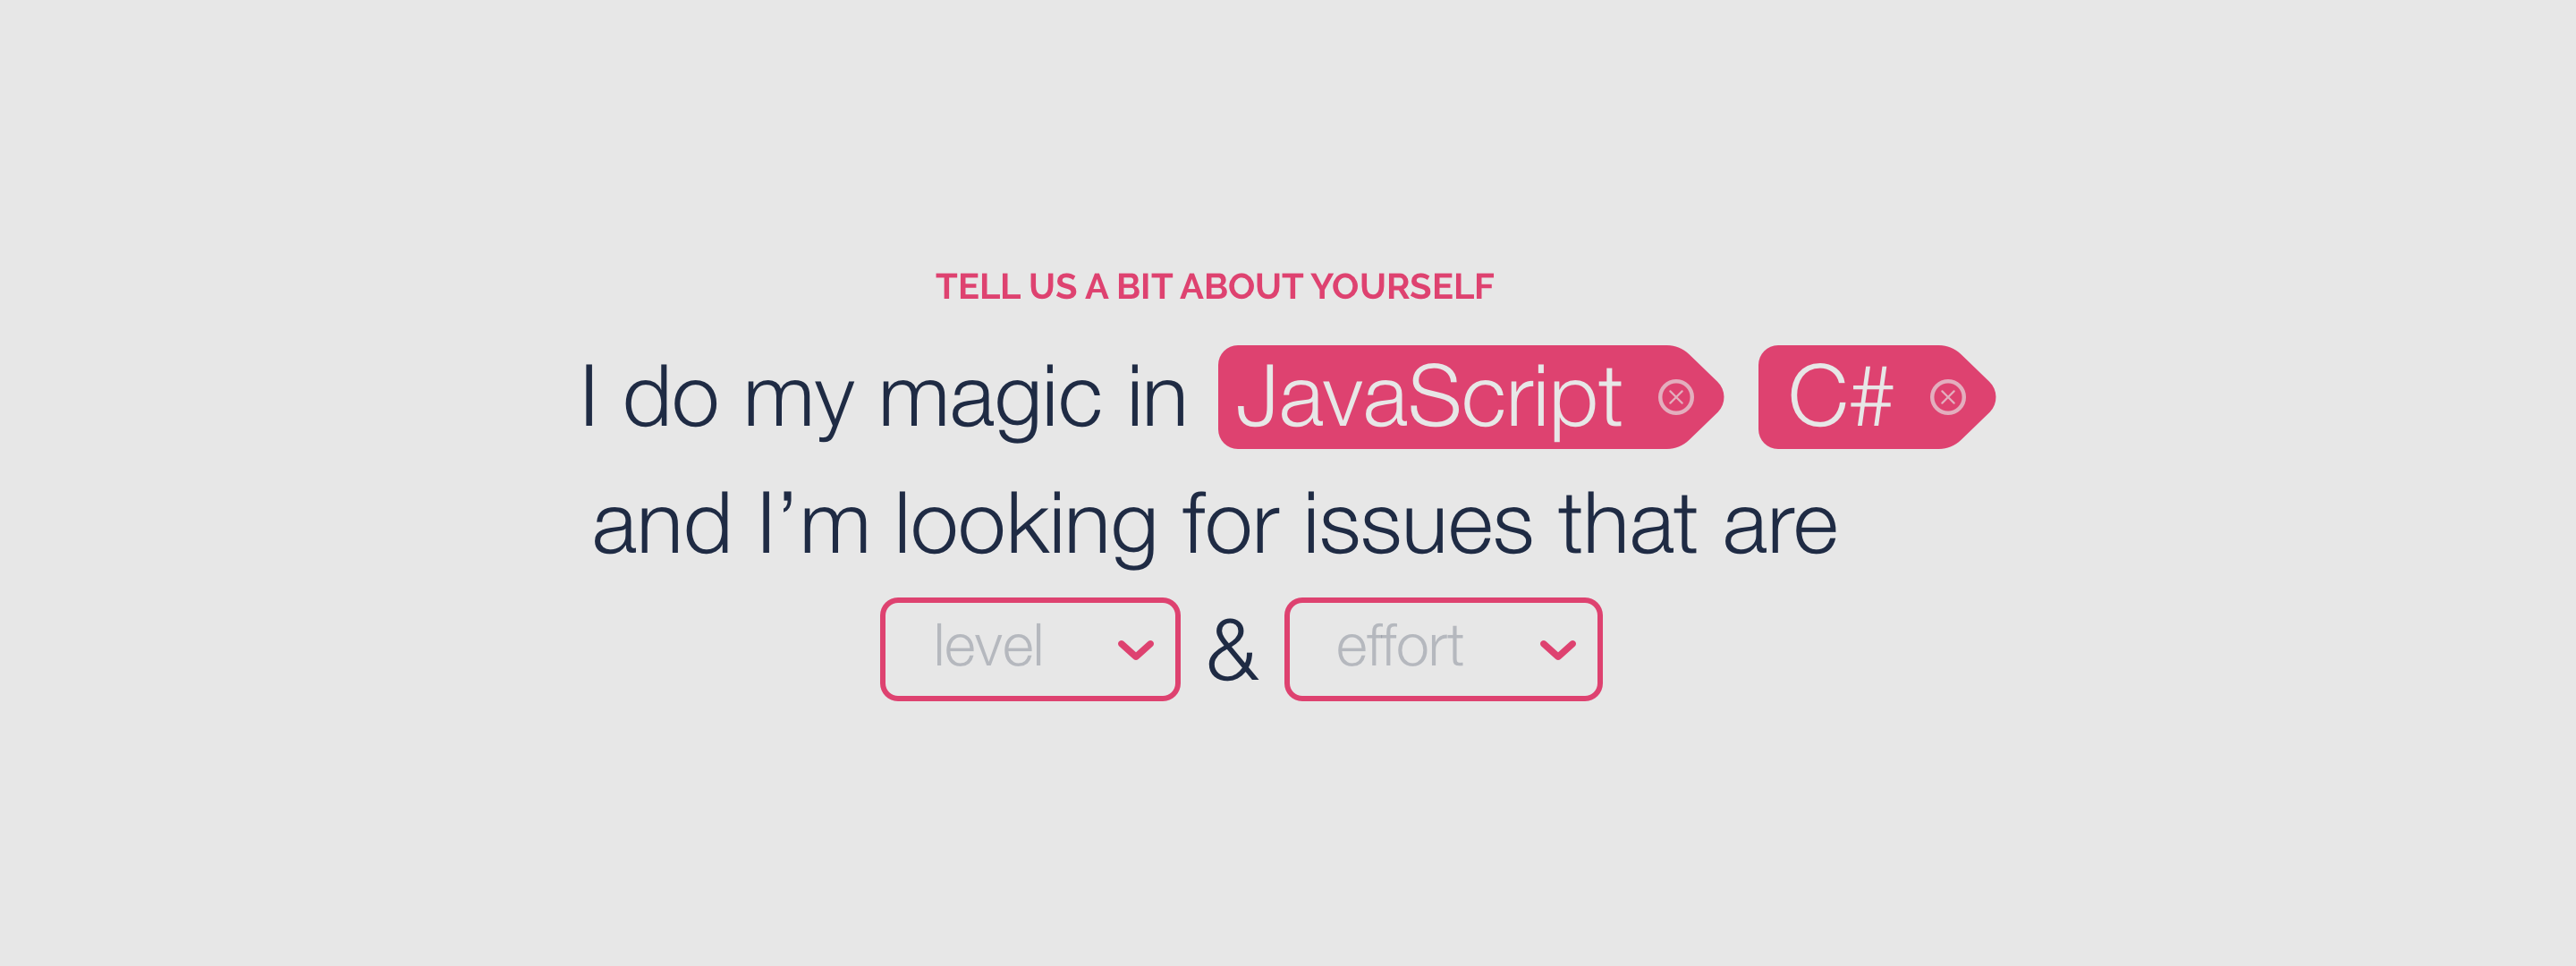 TELL US A BIT ABOUT YOURSELF
I do my magic in JavaScript C#
and I’m looking for issues that are
level & effort